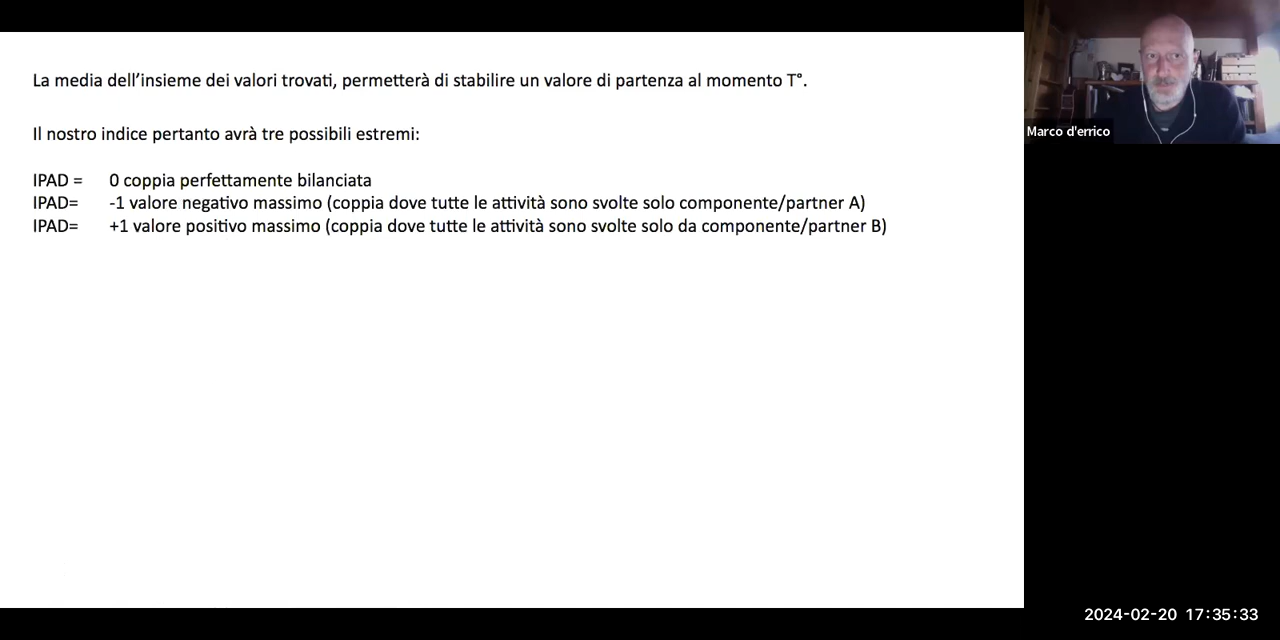 La media dell’insieme dei valori trovati, permetterà di stabilire un valore di partenza al momento T°.
Il nostro indice pertanto avrà tre possibili estremi:
IPAD = 0 coppia perfettamente bilanciata
IPAD= -1 valore negativo massimo (coppia dove tutte le attività sono svolte solo componente/partner A)
IPAD= +1 valore positivo massimo (coppia dove tutte le attività sono svolte solo da componente/partner B)
Marco d'errico
2024-02-20 17:35:33